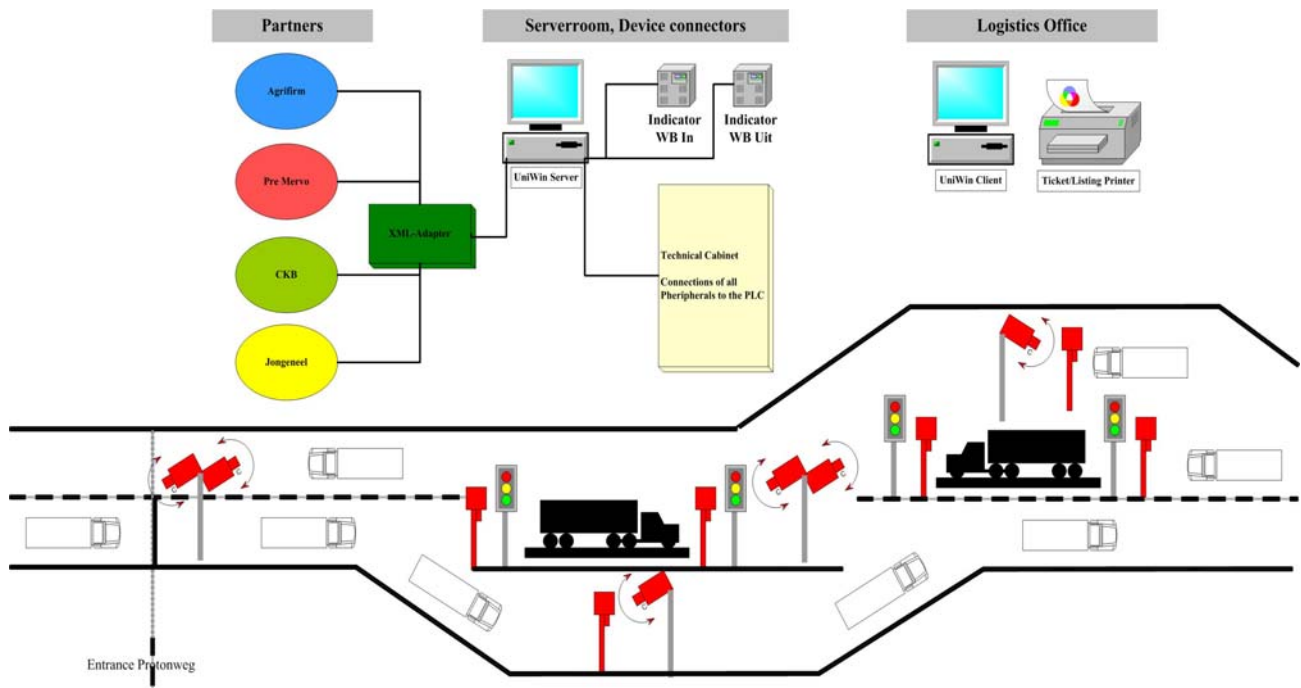 Partners
Serverroom, Device connectors
Logistics Office
Agrifirm
Pre Mervo
CKB
Jongeneel
XML-Adapter
UniWin Server
Indicator
WB In
Indicator
WB Uit
Technical Cabinet
Connections of all
Pheripherals to the PLC
UniWin Client
Ticket/Listing Printer
Entrance Protonweg